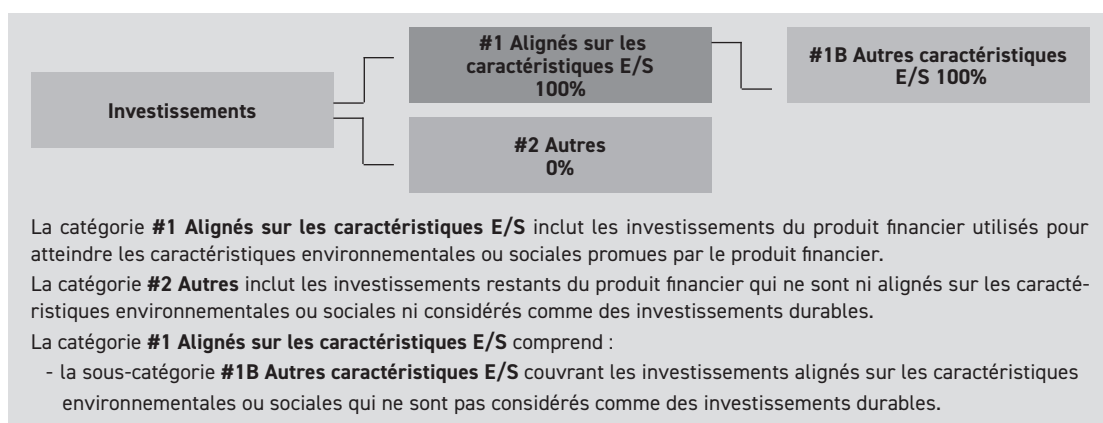 #1 Alignés sur les
caractéristiques E/S
100%
#1B Autres caractéristiques
E/S 100%
Investissements
#2 Autres
0%
La catégorie #1 Alignés sur les caractéristiques E/S inclut les investissements du produit financier utilisés pour
atteindre les caractéristiques environnementales ou sociales promues par le produit financier.
La catégorie #2 Autres inclut les investissements restants du produit financier qui ne sont ni alignés sur les caracté-
ristiques environnementales ou sociales ni considérés comme des investissements durables.
La catégorie #1 Alignés sur les caractéristiques E/S comprend :
- la sous-catégorie #1B Autres caractéristiques E/S couvrant les investissements alignés sur les caractéristiques
environnementales ou sociales qui ne sont pas considérés comme des investissements durables.